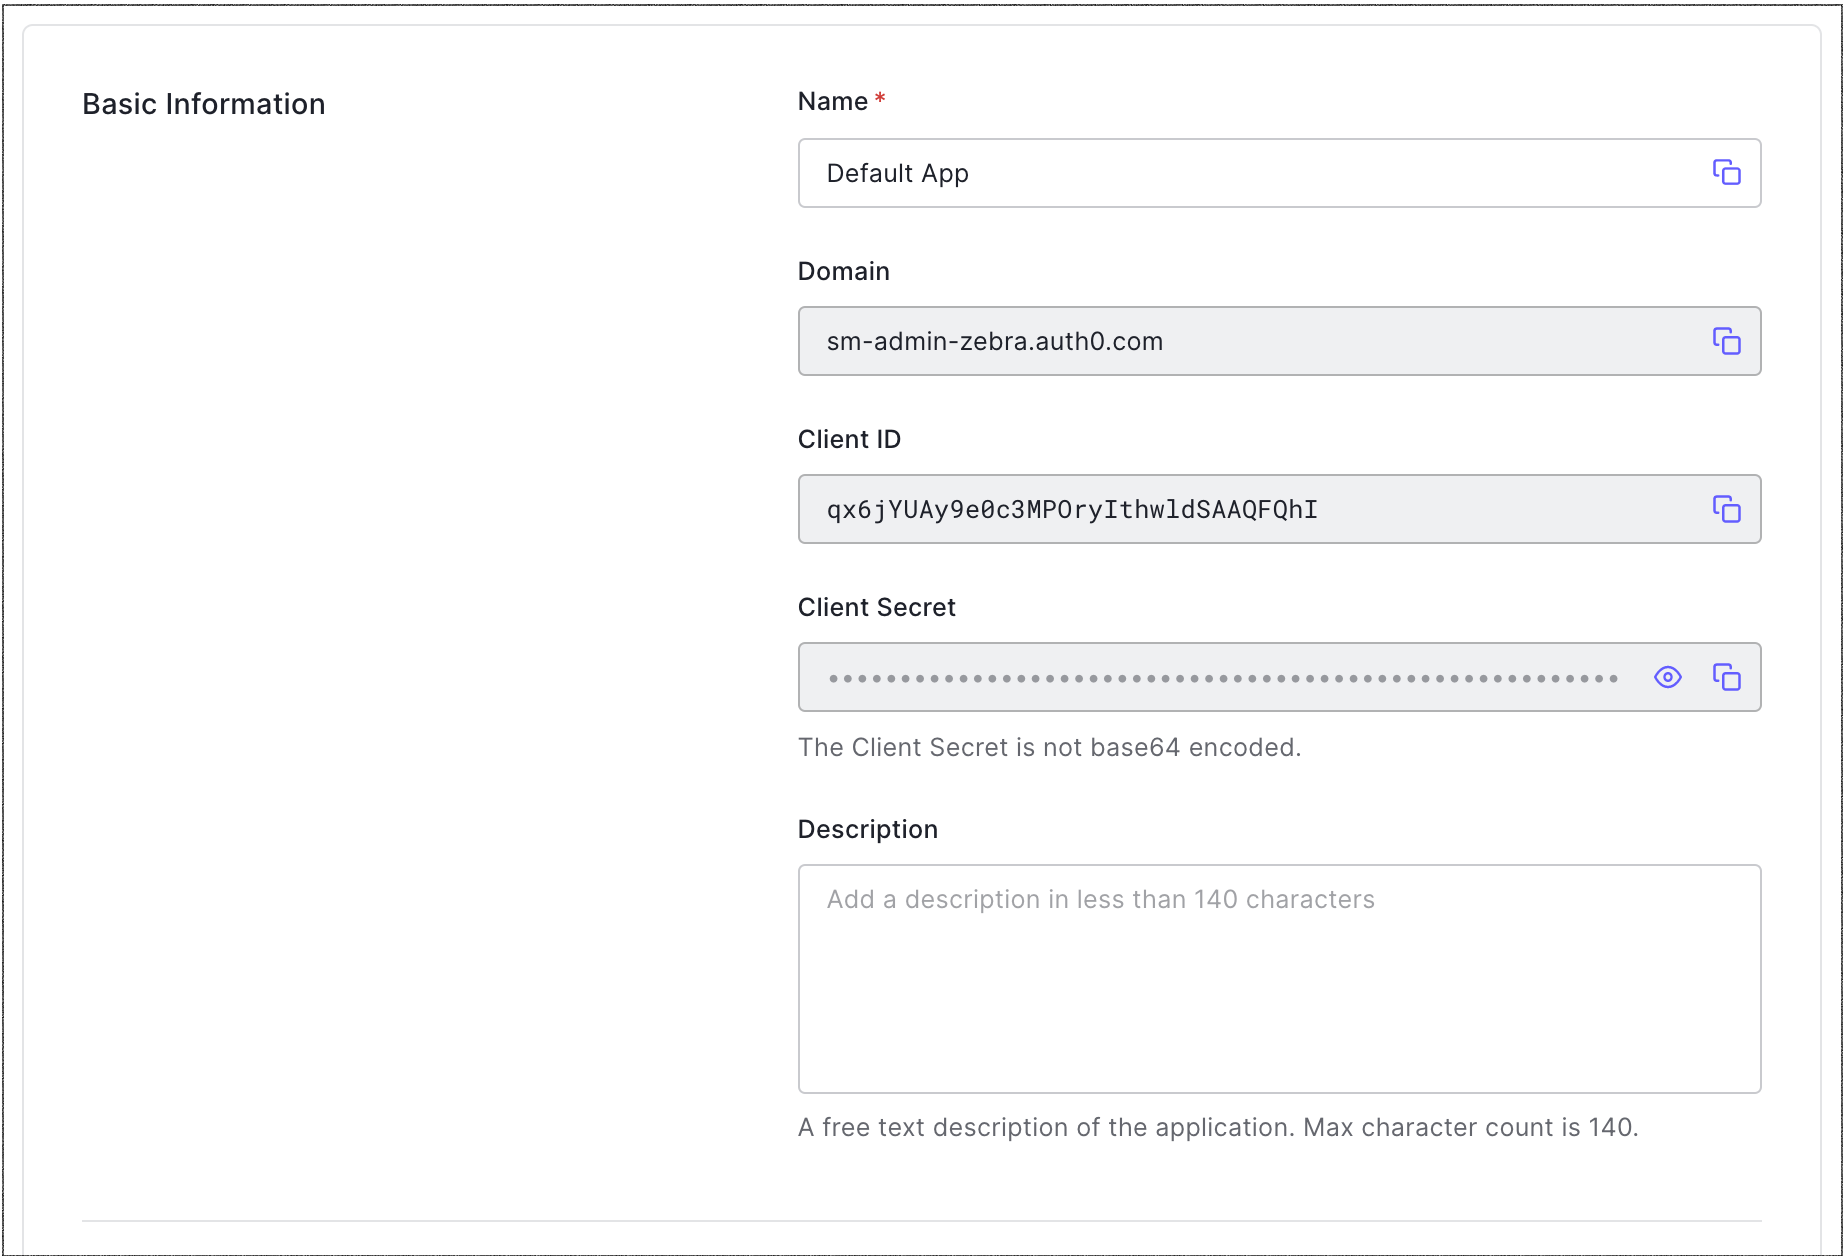 Basic Information
Name *
Default App
Domain
sm-admin-zebra.auth0.com
Client ID
qx6jYUAy9e0c3MPOryIthwldSAAQFQhI
Client Secret
The Client Secret is not base64 encoded.
Description
Add a description in less than 140 characters
A free text description of the application. Max character count is 140.